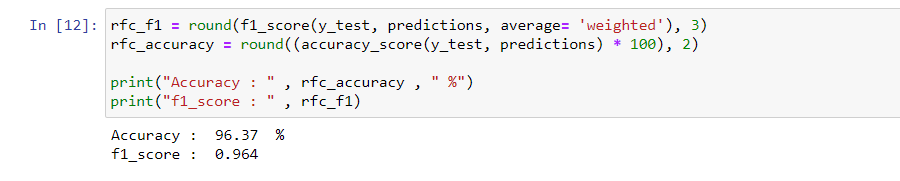 In [12]: rfc_f1 = round(f1_score(y_test, predictions, average= 'weighted'), 3)
rfc_accuracy = round((accuracy_score(y_test, predictions) * 100), 2)
print("Accuracy : " , rfc_accuracy , " %")
print("f1_score : " , rfc_f1)
Accuracy :  96.37  %
f1_score :  0.964